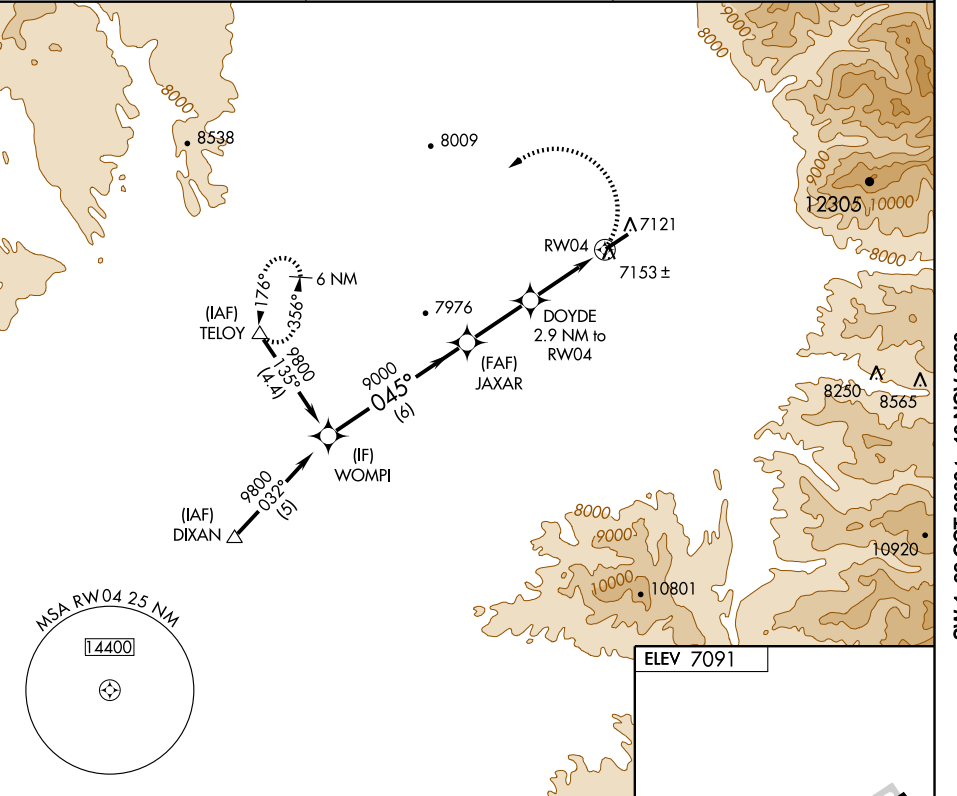 8000
9000
8000
8538
8009
9000
12305
10000
8000
RW04
7121
7153 ±
6 NM
176°
356°
(IAF)
TELOY
7976
DOYDE
2.9 NM to
RW04
9800
135°
(4.4)
(FAF)
JAXAR
9000
045°
(6)
8250
8565
(IF)
WOMPI
9800
032°
(5)
(IAF)
DIXAN
8000
9000
10920
10000
10801
MSA RW04 25 NM
14400
ELEV 7091